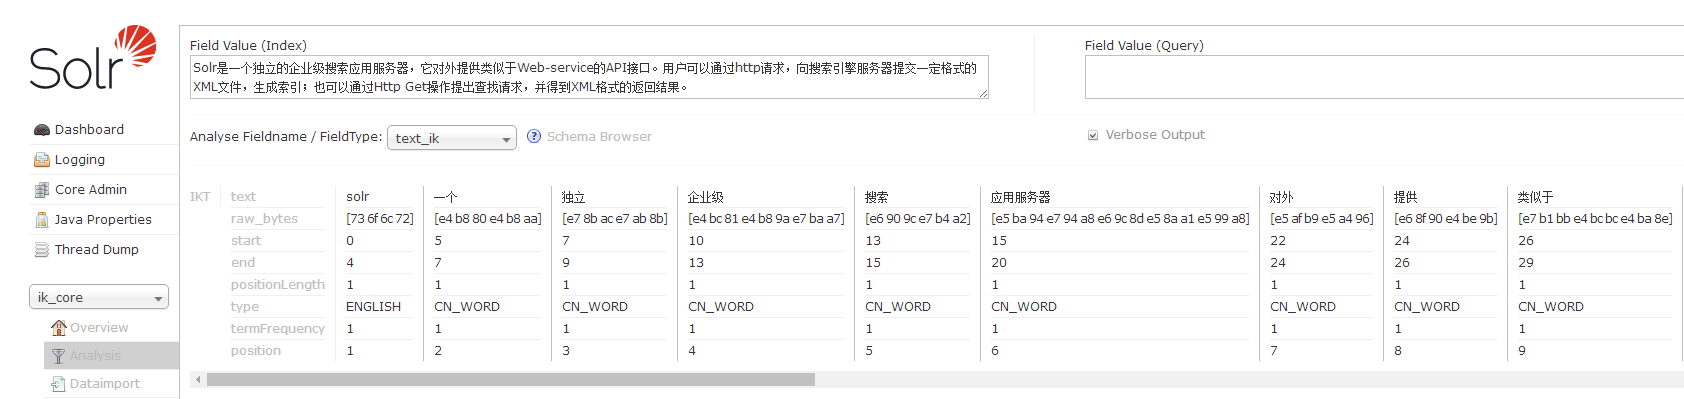 Solr
Dashboard
Logging
Core Admin
Java Properties
Thread Dump
ik_core
Overview
Analysis
Dataimport
Field Value (Index)
Solr是一个独立的企业级搜索应用服务器，它对外提供类似于Web-service的API接口。用户可以通过http请求，向搜索引擎服务器提交一定格式的
XML文件，生成索引；也可以通过Http Get操作提出查找请求，并得到XML格式的返回结果。
Field Value (Query)
Analyse Fieldname / FieldType: text_ik ? Schema Browser
Verbose Output
IKT text solr 一个 独立 企业级 搜索 应用服务器 对外 提供 类似于
raw_bytes [73 6f 6c 72] [e4 b8 80 e4 b8 aa] [e7 8b ac e7 ab 8b] [e4 bc 81 e4 b8 9a e7 ba a7] [e6 90 9c e7 b4 a2] [e5 ba 94 e7 94 a8 e6 9c 8d e5 8a a1 e5 99 a8] [e5 af b9 e5 a4 96] [e6 8f 90 e4 be 9b] [e7 b1 bb e4 bc bc e4 ba 8e]
start 0 5 7 10 13 15 22 24 26
end 4 7 9 13 15 20 24 26 29
positionLength 1 1 1 1 1 1 1 1 1
type ENGLISH CN_WORD CN_WORD CN_WORD CN_WORD CN_WORD CN_WORD CN_WORD CN_WORD
termFrequency 1 1 1 1 1 1 1 1 1
position 1 2 3 4 5 6 7 8 9